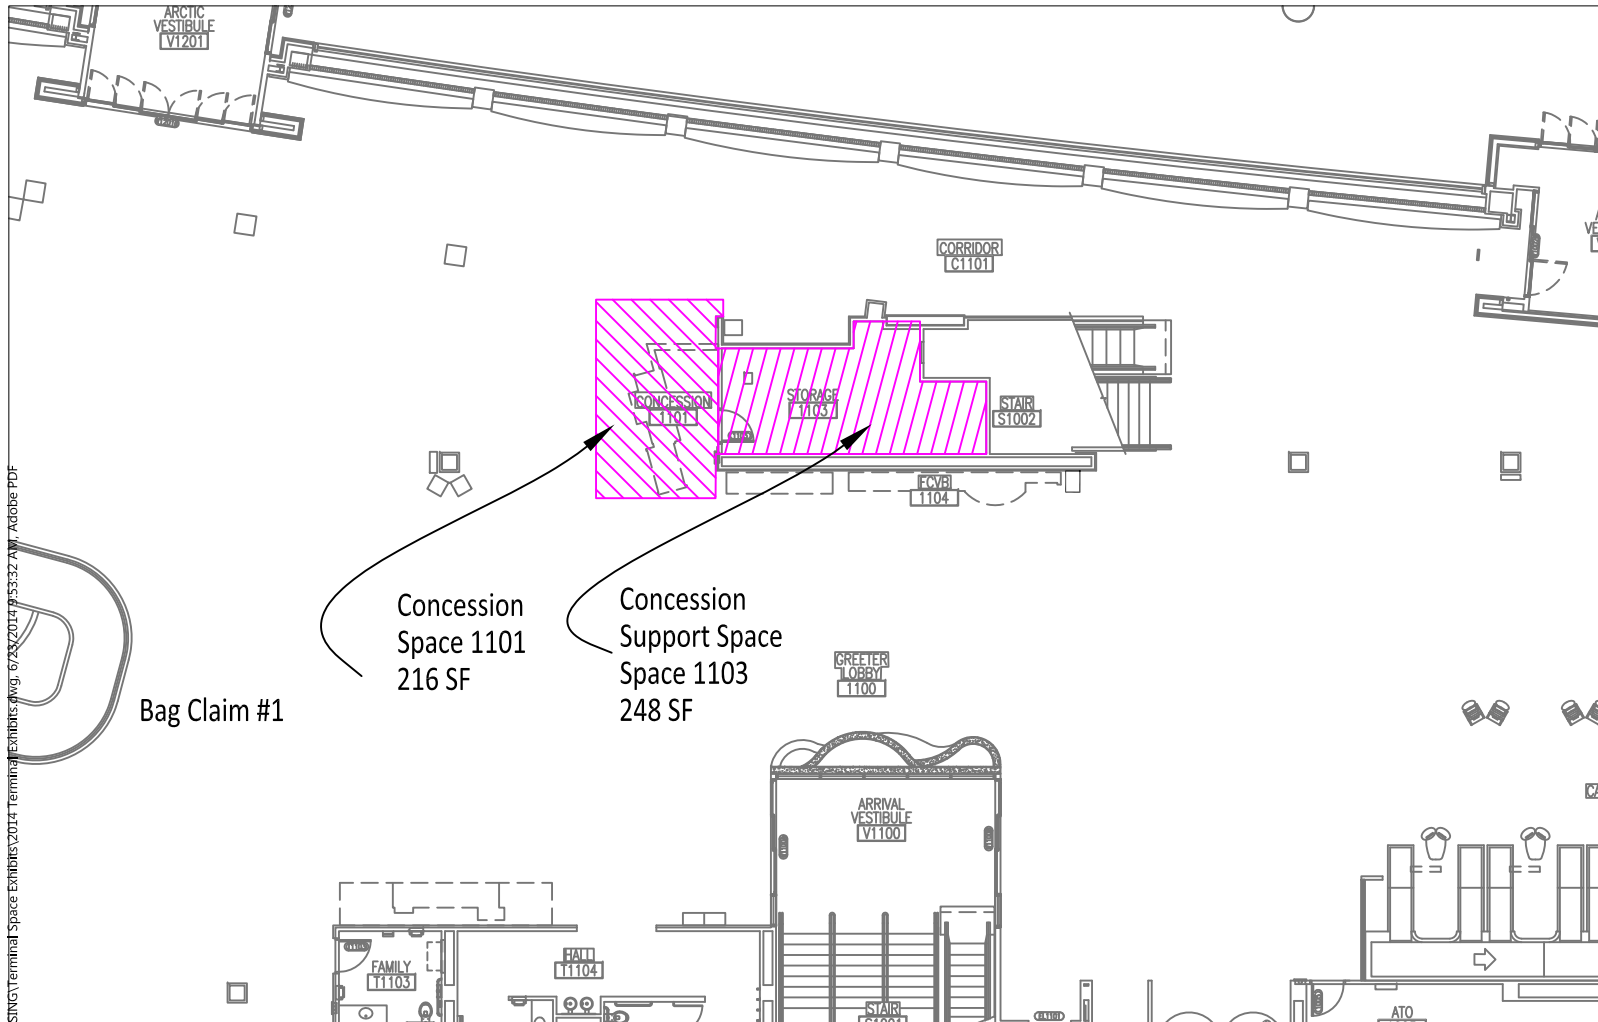 ARCTIC
VESTIBULE
V1201
CORRIDOR
C1101
CONCESSION
1101
STORAGE
1103
STAIR
S1002
FCVB
1104
Concession
Space 1101
216 SF
Concession
Support Space
Space 1103
248 SF
Bag Claim #1
GREETER
LOBBY
1100
ARRIVAL
VESTIBULE
V1100
HALL
T1104
FAMILY
T1103
STAIR
ATO
SING\Terminal Space Exhibits\2014 Terminal Exhibits.dwg, 6/23/2014 9:53:32 AM, Adobe PDF